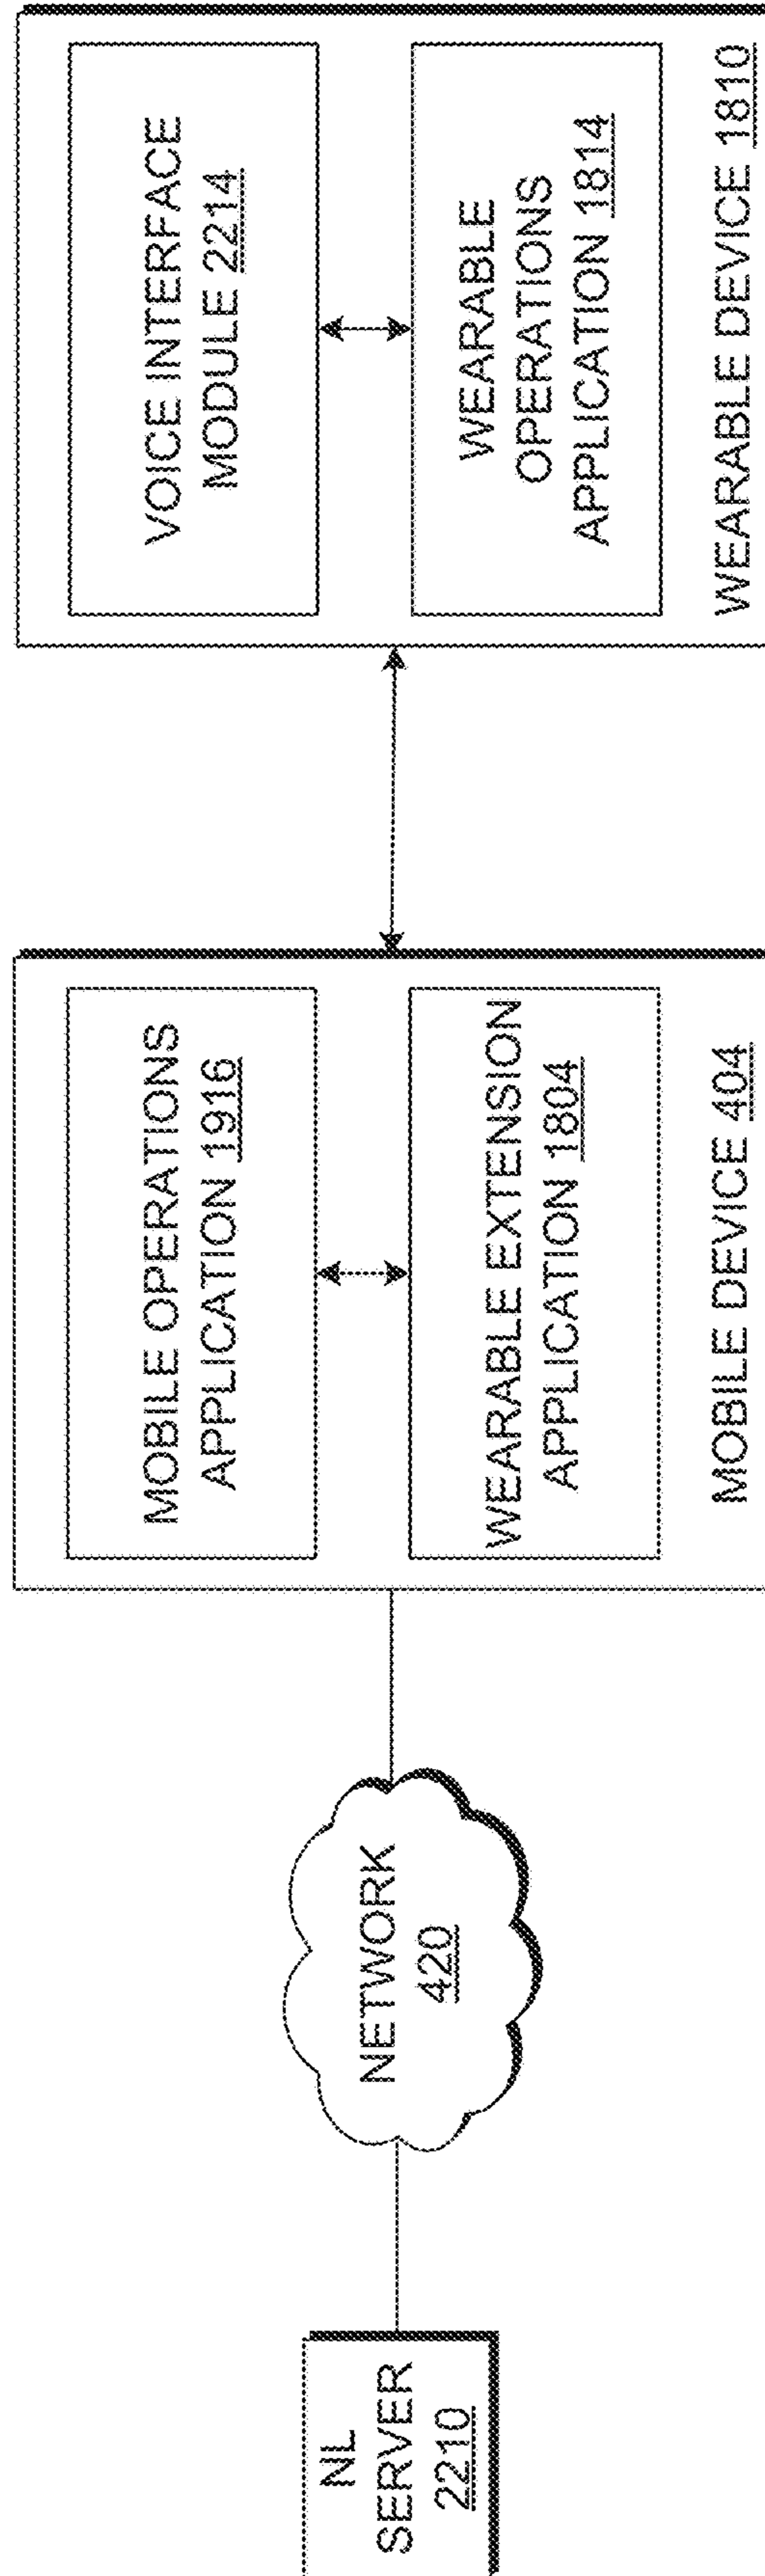 NL
SERVER
2210
NETWORK
420
MOBILE OPERATIONS
APPLICATION 1916
WEARABLE EXTENSION
APPLICATION 1804
MOBILE DEVICE 404
VOICE INTERFACE
MODULE 2214
WEARABLE
OPERATIONS
APPLICATION 1814
WEARABLE DEVICE 1810